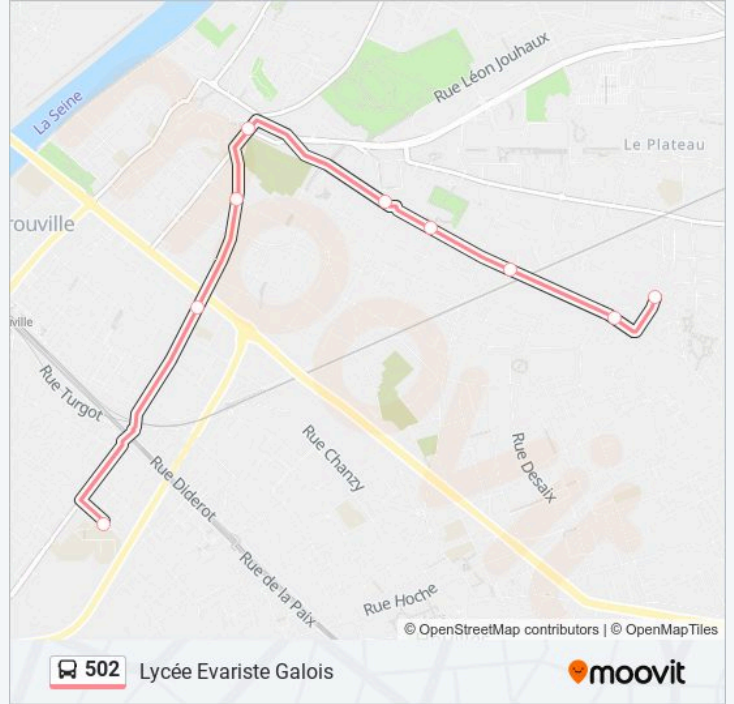 Rue Léon Jouhaux
La Seine
Le Plateau
rouville
ville
Rue Turgot
Rue Chanzy
Rue Desaix
Rue Diderot
Rue de la Paix
Rue Hoche
© OpenStreetMap contributors | © OpenMapTiles
502 Lycée Evariste Galois
moovit